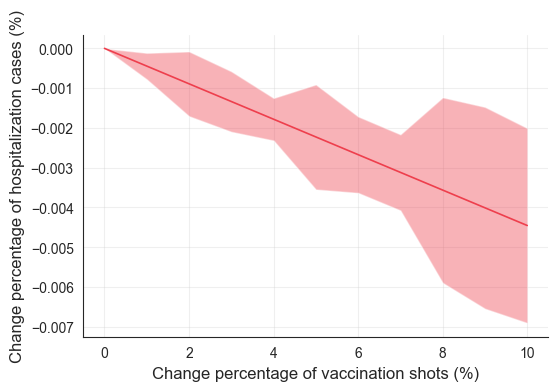 Change percentage of hospitalization cases (%)
0.000
−0.001
−0.002
−0.003
−0.004
−0.005
−0.006
−0.007
0 2 4 6 8 10
Change percentage of vaccination shots (%)